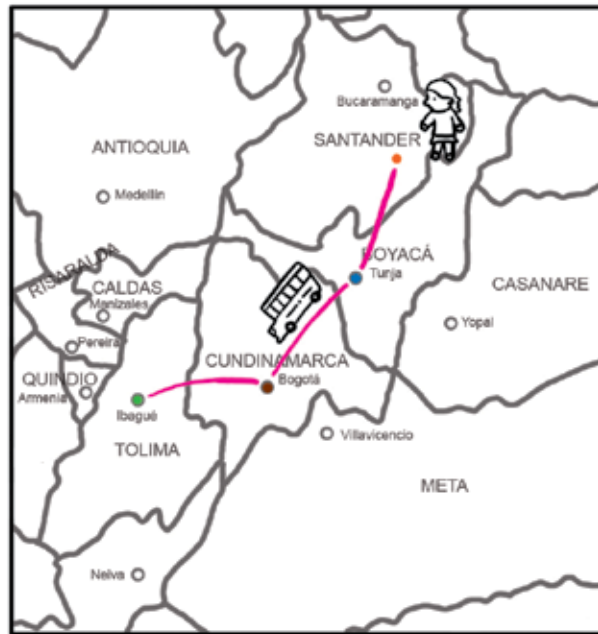 Bucaramanga
SANTANDER
ANTIOQUIA
Medellín
BOYACÁ
Tunja
RISARALDA
CALDAS
Manizales
CASANARE
Yopal
Pereira
CUNDINAMARCA
Bogotá
QUINDIO
Armenia
Ibagué
TOLIMA
Villavicencio
META
Neiva